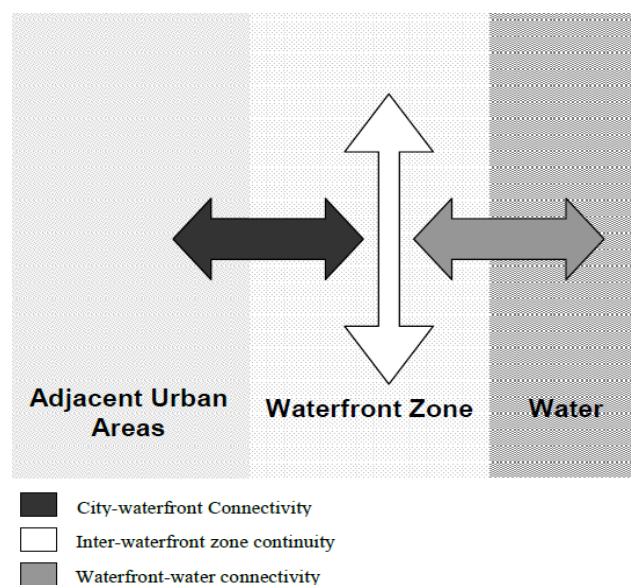 Adjacent Urban
Areas
Waterfront Zone
Water
City-waterfront Connectivity
Inter-waterfront zone continuity
Waterfront-water connectivity